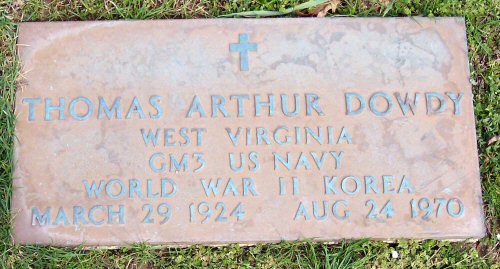 THOMAS ARTHUR DOWDY
WEST VIRGINIA
GM3 US NAVY
WORLD WAR II KOREA
MARCH 29 1924 AUG 24 1970